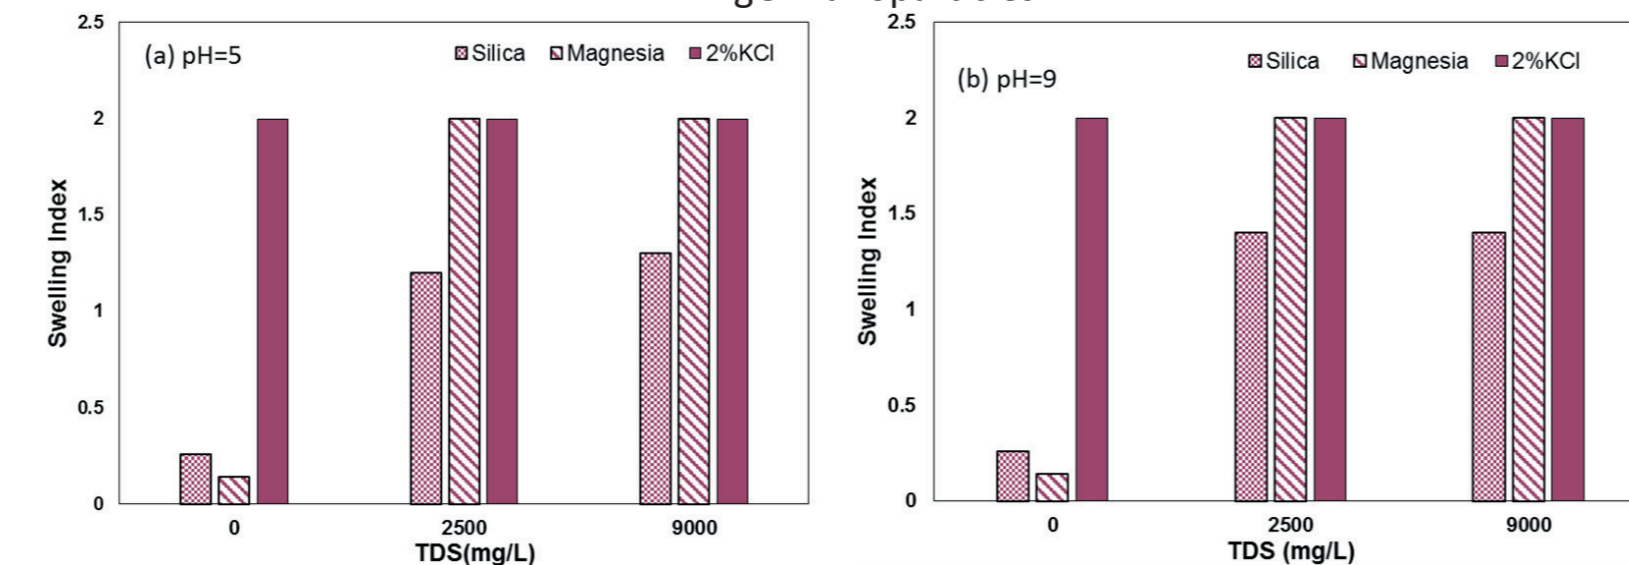 (a) pH=5
Silica Magnesia 2%KCl
2.5
2
1.5
1
0.5
0
Swelling Index
0 2500 9000
TDS(mg/L)
(b) pH=9
Silica Magnesia 2%KCl
2.5
2
1.5
1
0.5
0
Swelling Index
0 2500 9000
TDS (mg/L)